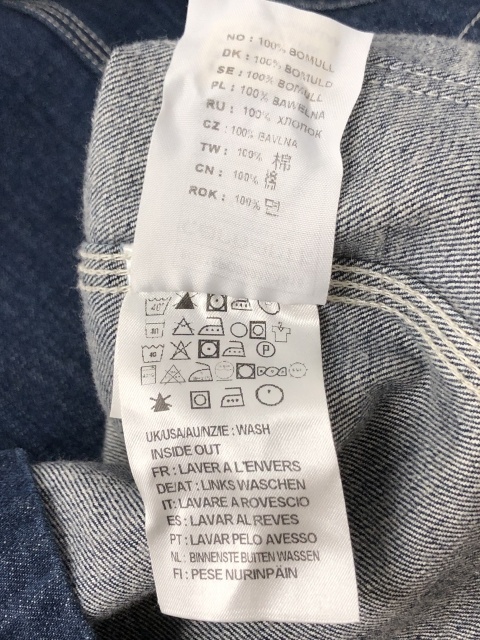 NO : 100% BOMULL
DK : 100% BOMULD
SE : 100% BOMULL
PL : 100% BAWEŁNA
RU : 100% ХЛОПОК
CZ : 100% BAVLNA
TW : 100% 棉
CN : 100% 
ROK : 100% 
UK/USA/AU/NZ/IE : WASH
INSIDE OUT
FR : LAVER A L'ENVERS
DE/AT : LINKS WASCHEN
IT: LAVARE A ROVESCIO
ES : LAVAR AL REVES
PT : LAVAR PELO AVESSO
NL : BINNENSTE BUITEN WASSEN
FI : PESE NURINPÄIN